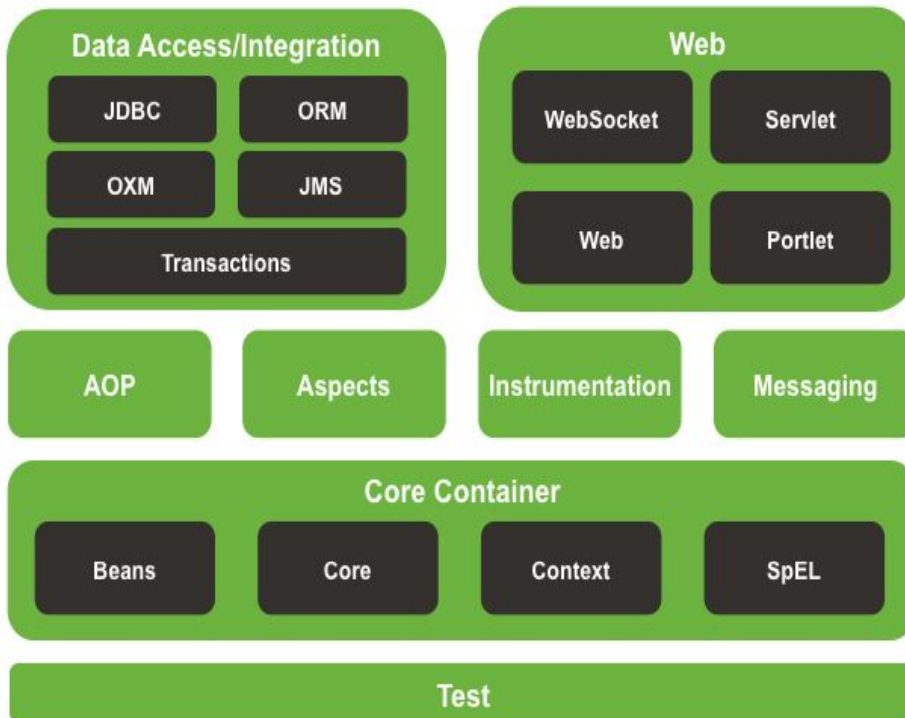 Data Access/Integration
JDBC
ORM
OXM
JMS
Transactions
Web
WebSocket
Servlet
Web
Portlet
AOP
Aspects
Instrumentation
Messaging
Core Container
Beans
Core
Context
SpEL
Test